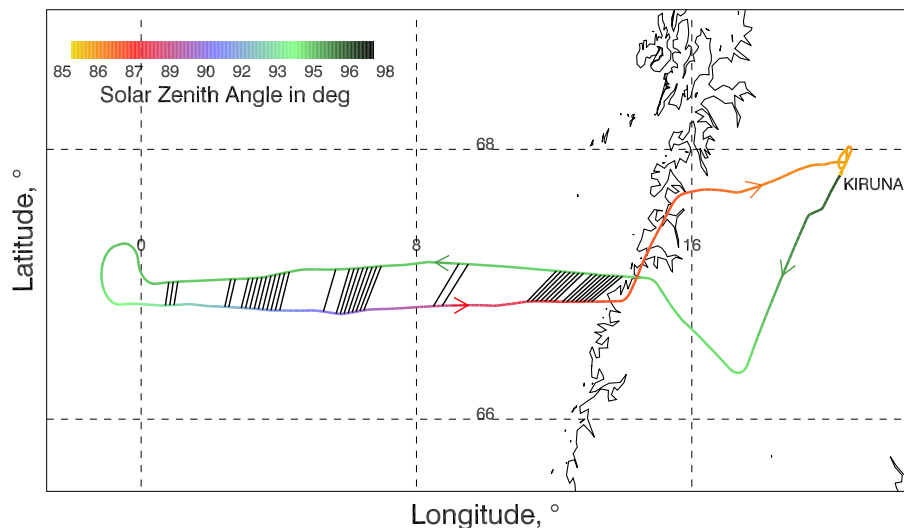 85 86 87 89 90 92 93 95 96 98
Solar Zenith Angle in deg
68
KIRUNA
0 8 16
66
Latitude, °
Longitude, °